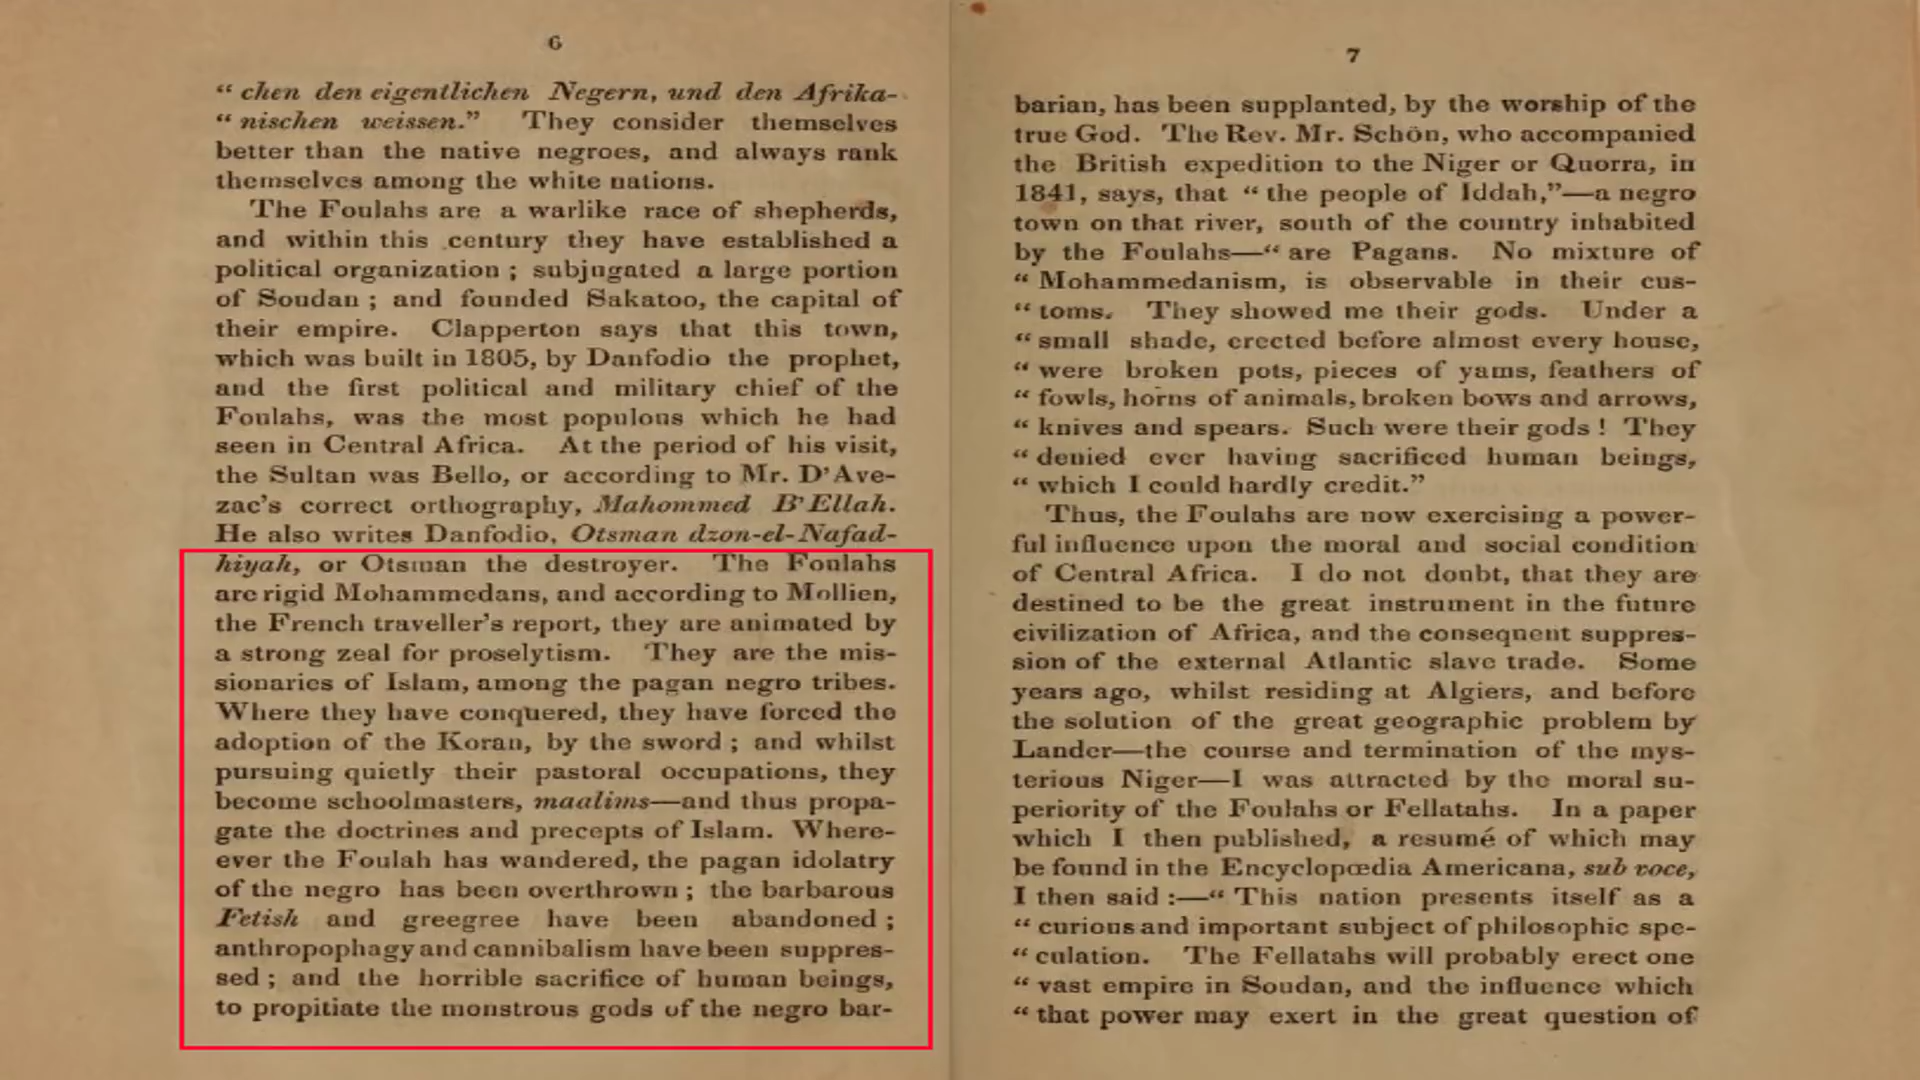 6
“ chen den eigentlichen Negern, und den Afrika-
“ nischen weissen.” They consider themselves
better than the native negroes, and always rank
themselves among the white nations.
The Foulahs are a warlike race of shepherds,
and within this century they have established a
political organization ; subjugated a large portion
of Soudan ; and founded Sakatoo, the capital of
their empire. Clapperton says that this town,
which was built in 1805, by Danfodio the prophet,
and the first political and military chief of the
Foulahs, was the most populous which he had
seen in Central Africa. At the period of his visit,
the Sultan was Bello, or according to Mr. D’Ave-
zac’s correct orthography, Mahommed B’Ellah.
He also writes Danfodio, Otsman dzon-el-Nafad-
hiyah, or Otsman the destroyer. The Foulahs
are rigid Mohammedans, and according to Mollien,
the French traveller’s report, they are animated by
a strong zeal for proselytism. They are the mis-
sionaries of Islam, among the pagan negro tribes.
Where they have conquered, they have forced the
adoption of the Koran, by the sword ; and whilst
pursuing quietly their pastoral occupations, they
become schoolmasters, maalims—and thus propa-
gate the doctrines and precepts of Islam. Where-
ever the Foulah has wandered, the pagan idolatry
of the negro has been overthrown ; the barbarous
Fetish and greegree have been abandoned ;
anthropophagy and cannibalism have been suppres-
sed ; and the horrible sacrifice of human beings,
to propitiate the monstrous gods of the negro bar-
7
barian, has been supplanted, by the worship of the
true God. The Rev. Mr. Schön, who accompanied
the British expedition to the Niger or Quorra, in
1841, says, that “ the people of Iddah,”—a negro
town on that river, south of the country inhabited
by the Foulahs—“ are Pagans. No mixture of
“ Mohammedanism, is observable in their cus-
“ toms. They showed me their gods. Under a
“ small shade, erected before almost every house,
“ were broken pots, pieces of yams, feathers of
“ fowls, horns of animals, broken bows and arrows,
“ knives and spears. Such were their gods ! They
“ denied ever having sacrificed human beings,
“ which I could hardly credit.”
Thus, the Foulahs are now exercising a power-
ful influence upon the moral and social condition
of Central Africa. I do not doubt, that they are
destined to be the great instrument in the future
civilization of Africa, and the consequent suppres-
sion of the external Atlantic slave trade. Some
years ago, whilst residing at Algiers, and before
the solution of the great geographic problem by
Lander—the course and termination of the mys-
terious Niger—I was attracted by the moral su-
periority of the Foulahs or Fellatahs. In a paper
which I then published, a resumé of which may
be found in the Encyclopœdia Americana, sub voce,
I then said :—“ This nation presents itself as a
“ curious and important subject of philosophic spe-
“ culation. The Fellatahs will probably erect one
“ vast empire in Soudan, and the influence which
“ that power may exert in the great question of